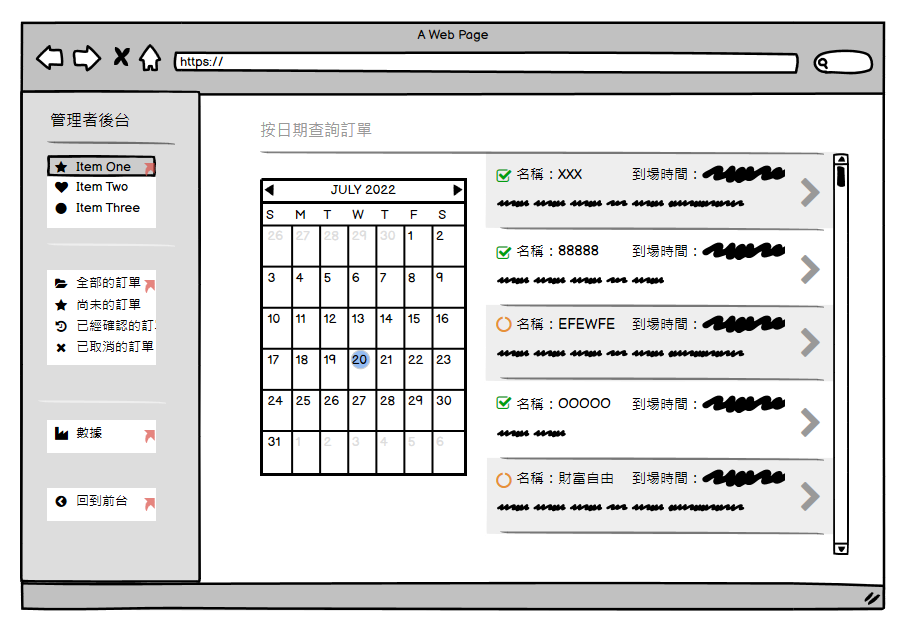 A Web Page
https://
管理者後台
Item One
Item Two
Item Three
全部的訂單
尚未的訂單
已經確認的訂
已取消的訂單
數據
回到前台
按日期查詢訂單
JULY 2022
S M T W T F S
26 27 28 29 30 1 2
3 4 5 6 7 8 9
10 11 12 13 14 15 16
17 18 19 20 21 22 23
24 25 26 27 28 29 30
31 1 2 3 4 5 6
名稱：XXX 到場時間：
名稱：88888 到場時間：
名稱：EFEWFE 到場時間：
名稱：OOOOO 到場時間：
名稱：財富自由 到場時間：